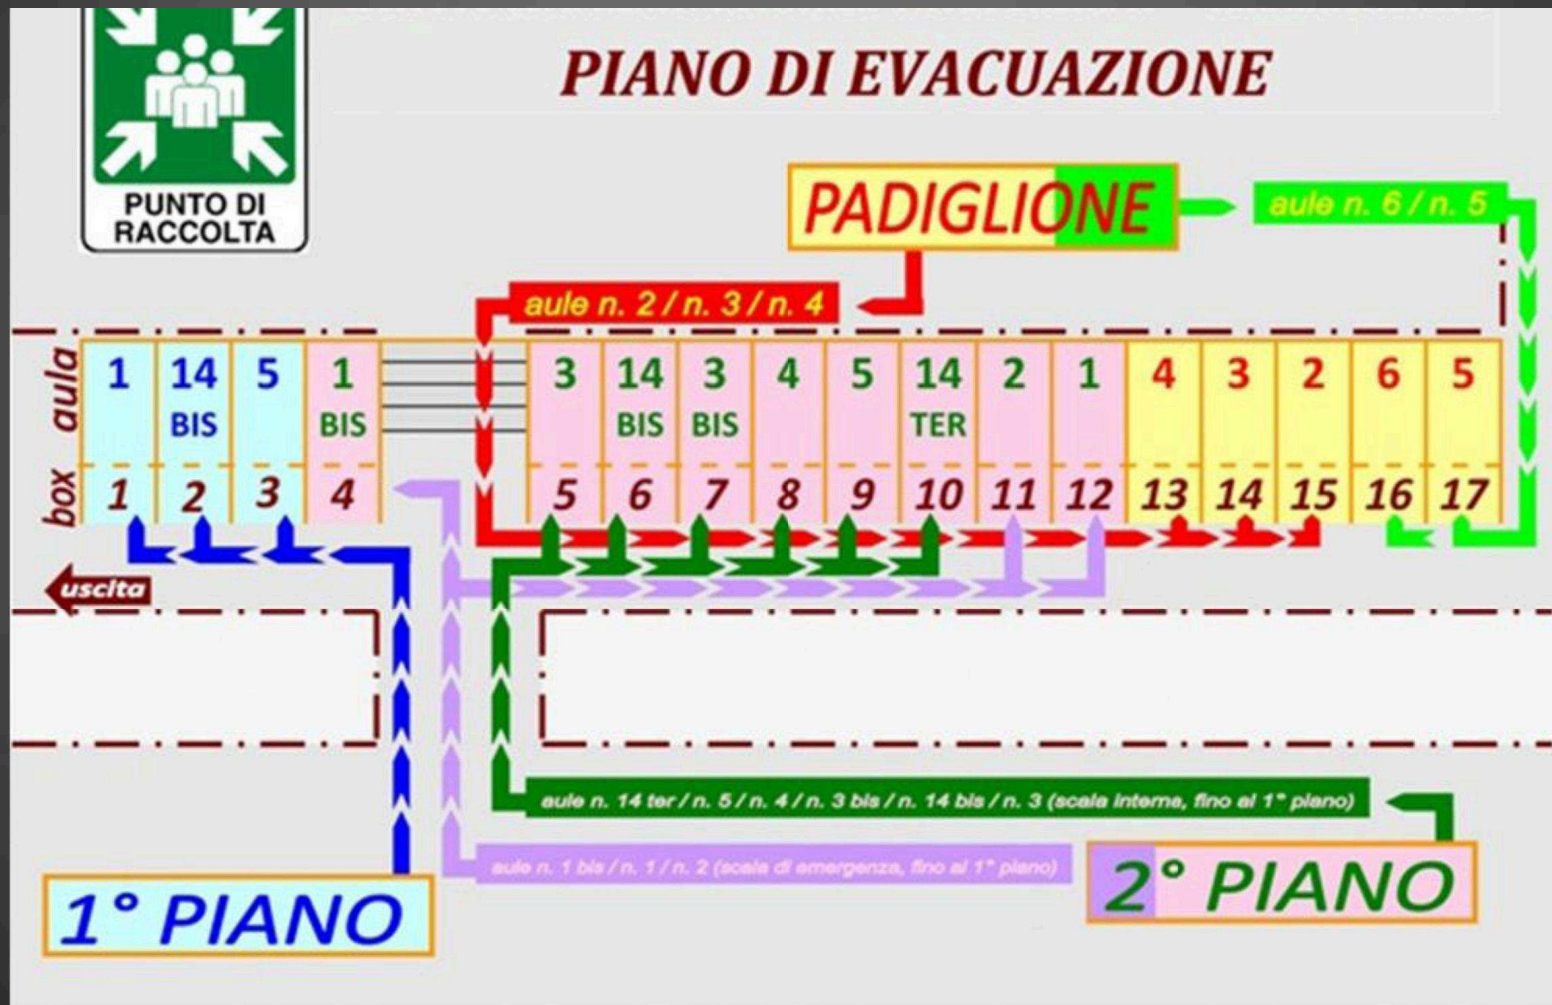 PIANO DI EVACUAZIONE
PUNTO DI
RACCOLTA
PADIGLIONE
aule n. 6 / n. 5
aule n. 2 / n. 3 / n. 4
aula
1 14 5 1 3 14 3 4 5 14 2 1 4 3 2 6 5
BIS BIS BIS BIS TER
box
1 2 3 4 5 6 7 8 9 10 11 12 13 14 15 16 17
uscita
aule n. 14 ter / n. 5 / n. 4 / n. 3 bis / n. 14 bis / n. 3 (scala interna, fino al 1° piano)
aule n. 1 bis / n. 1 / n. 2 (scala di emergenza, fino al 1° piano)
2° PIANO
1° PIANO